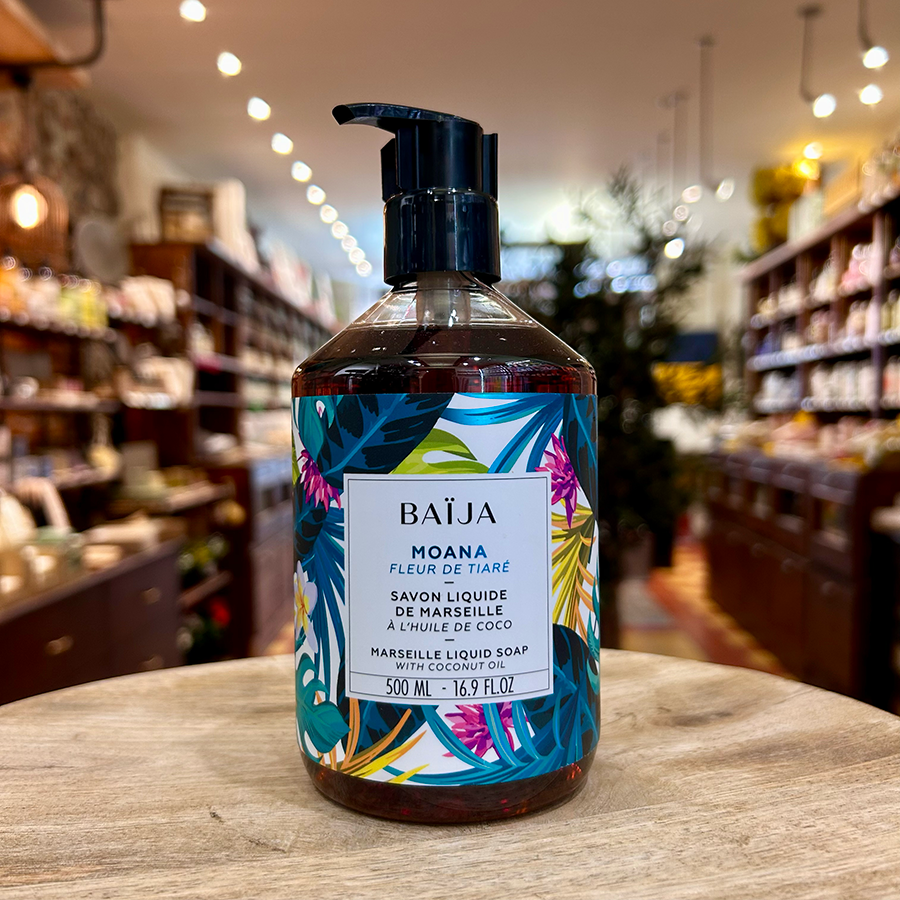 BAÏJA
MOANA
FLEUR DE TIARÉ
SAVON LIQUIDE
DE MARSEILLE
À L'HUILE DE COCO
MARSEILLE LIQUID SOAP
WITH COCONUT OIL
500 ML - 16.9 FL.OZ